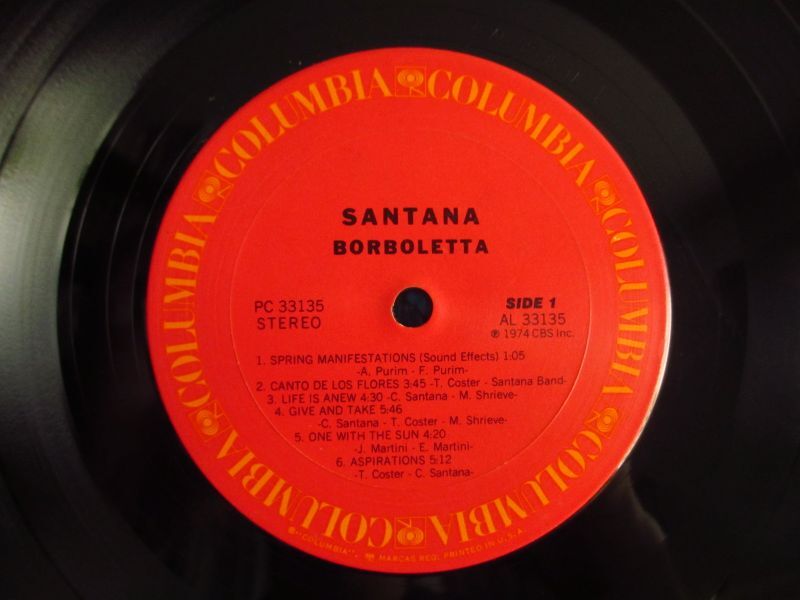 COLUMBIA COLUMBIA COLUMBIA COLUMBIA COLUMBIA COLUMBIA
SANTANA
BORBOLETTA
PC 33135
STEREO
SIDE 1
AL 33135
℗ 1974 CBS Inc.
1. SPRING MANIFESTATIONS (Sound Effects) 1:05
-A. Purim - F. Purim-
2. CANTO DE LOS FLORES 3:45 -T. Coster - Santana Band-
3. LIFE IS ANEW 4:30 -C. Santana - M. Shrieve-
4. GIVE AND TAKE 5:46
-C. Santana - T. Coster - M. Shrieve-
5. ONE WITH THE SUN 4:20
-J. Martini - E. Martini-
6. ASPIRATIONS 5:12
-T. Coster - C. Santana-
®"COLUMBIA", MARCAS REG. PRINTED IN U.S.A.